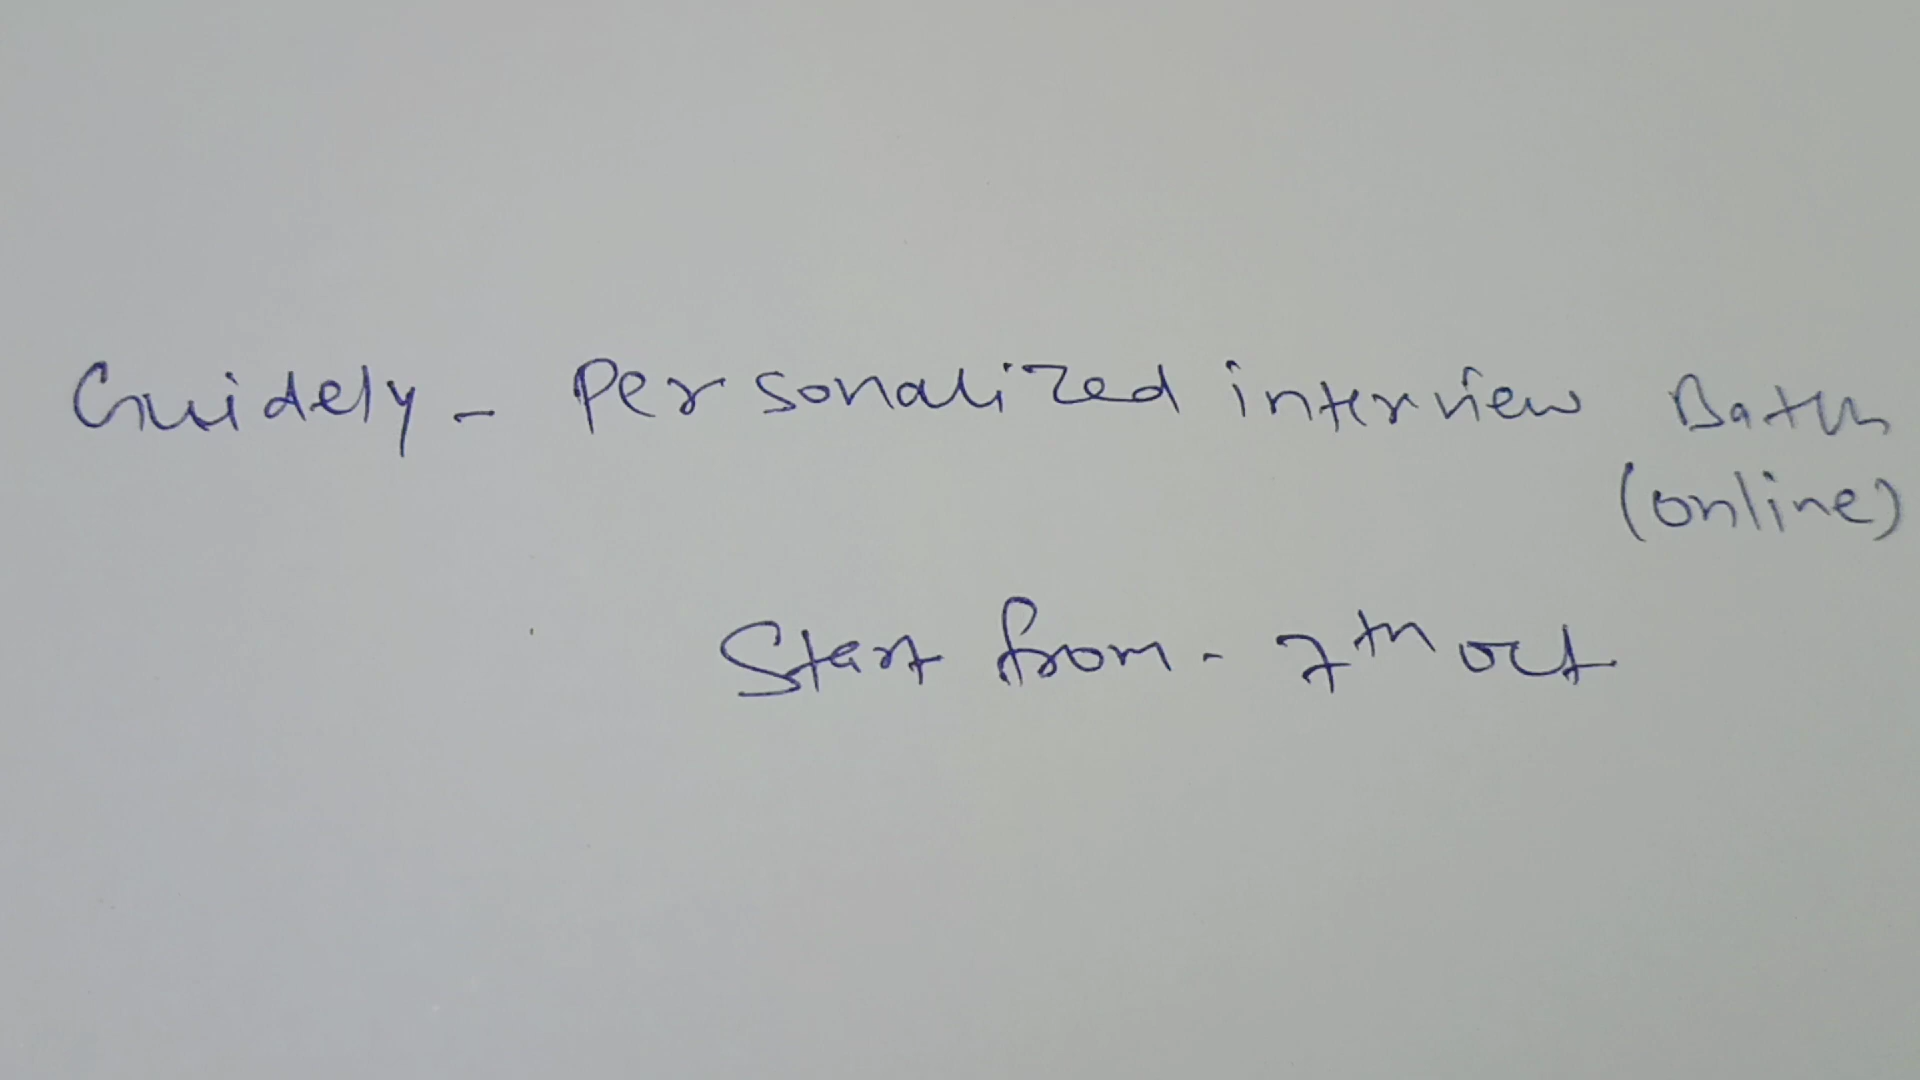 Guidely - Personalized interview Batch
(online)
Start from - 7th oct